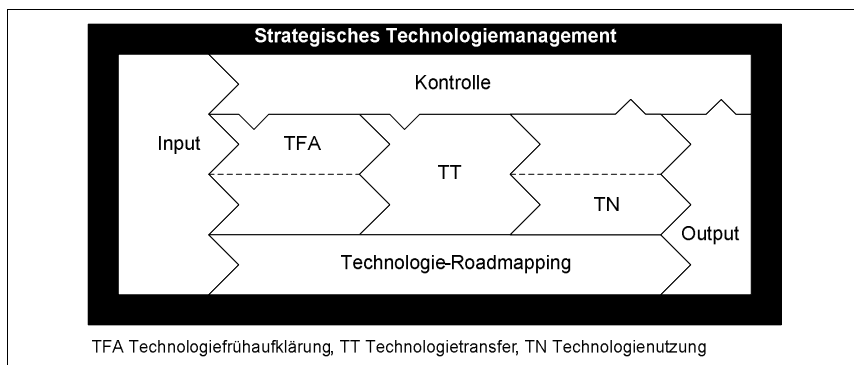 Strategisches Technologiemanagement
Kontrolle
Input
TFA
TT
TN
Output
Technologie-Roadmapping
TFA Technologiefrühaufklärung, TT Technologietransfer, TN Technologienutzung